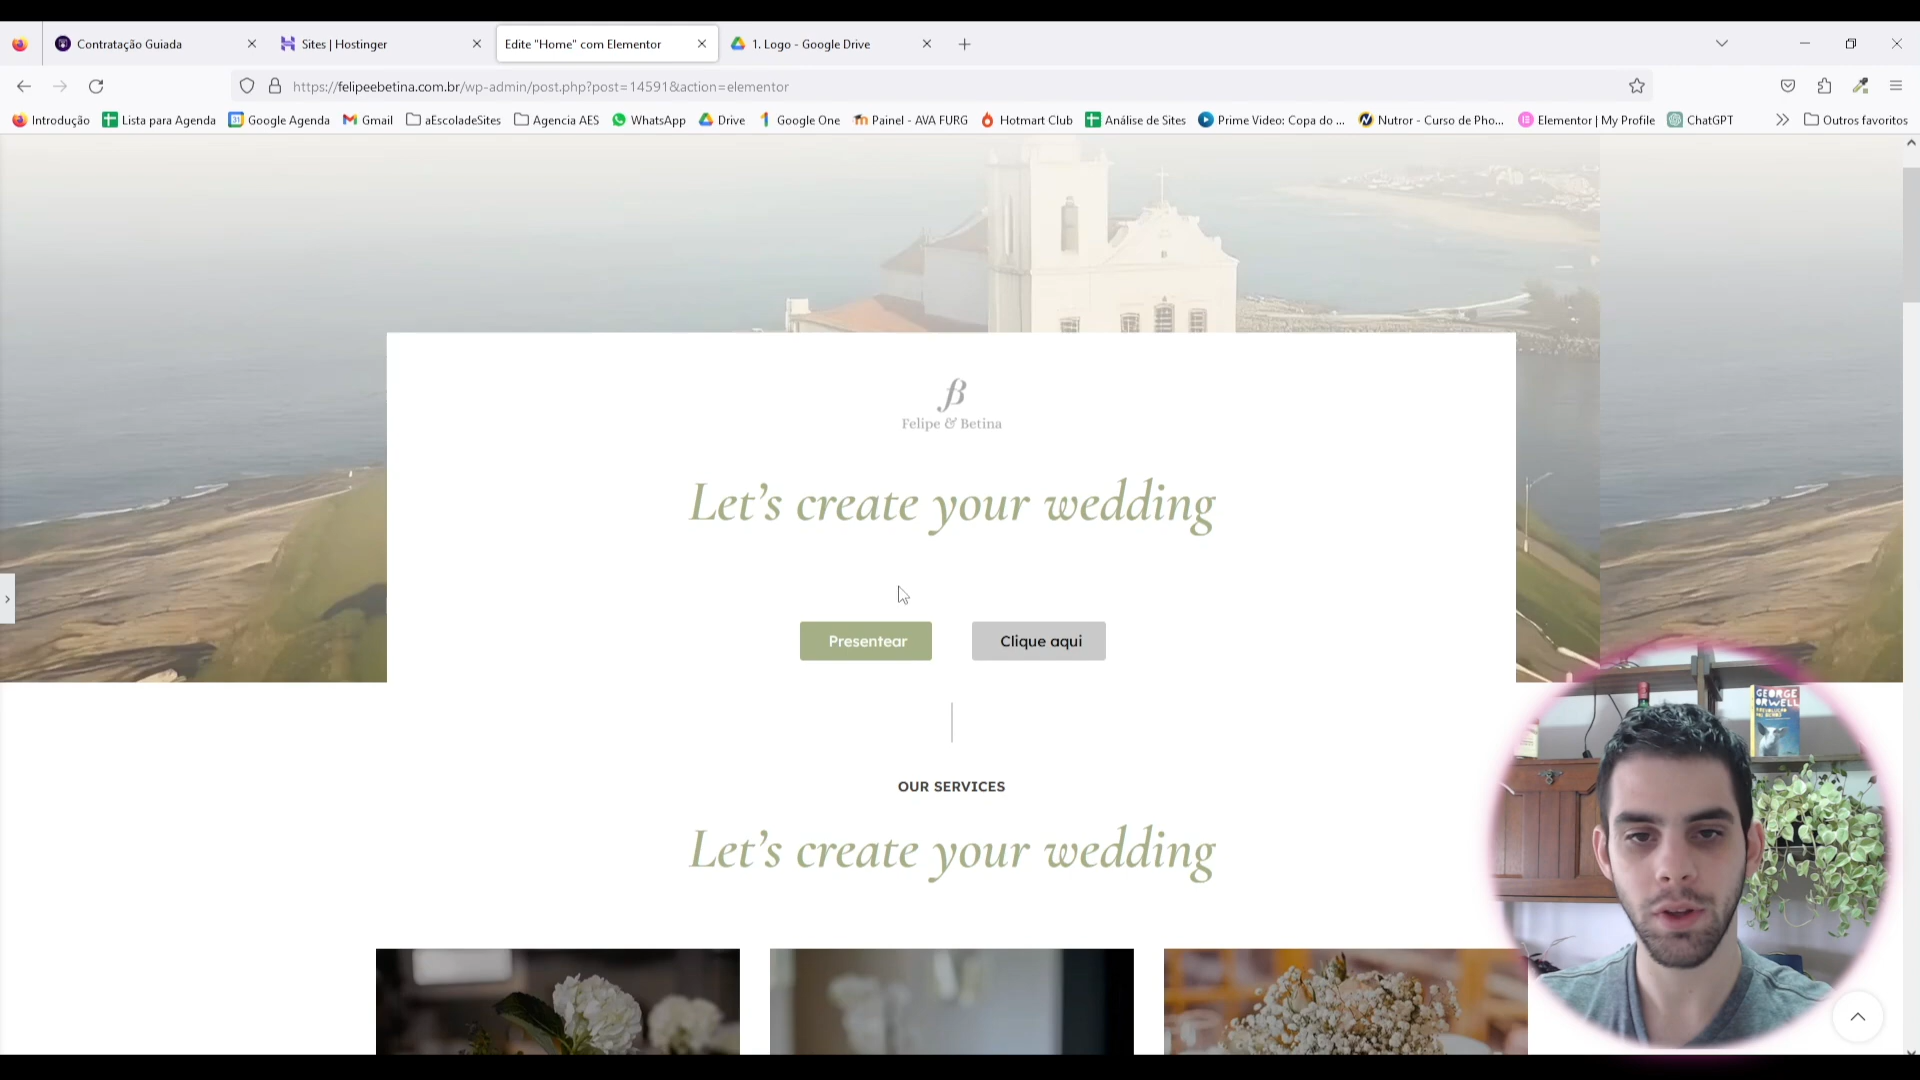 Contratação Guiada
Sites | Hostinger
Edite "Home" com Elementor
1. Logo - Google Drive
https://felipeebetina.com.br/wp-admin/post.php?post=14591&action=elementor
Introdução
Lista para Agenda
Google Agenda
Gmail
aEscoladeSites
Agencia AES
WhatsApp
Drive
Google One
Painel - AVA FURG
Hotmart Club
Análise de Sites
Prime Video: Copa do ...
Nutror - Curso de Pho...
Elementor | My Profile
ChatGPT
Outros favoritos
Felipe & Betina
Let’s create your wedding
Presentear
Clique aqui
OUR SERVICES
Let’s create your wedding
GEORGE
ORWELL